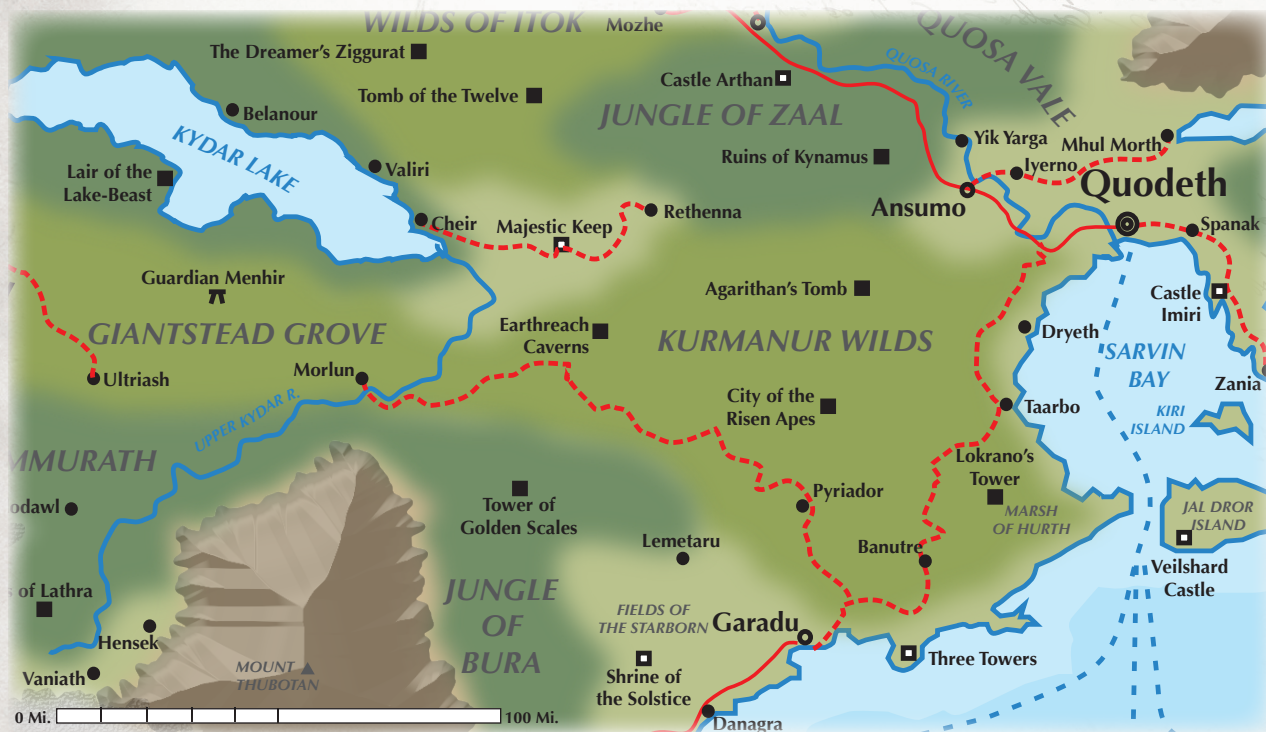 WILDS OF ITOK
Mozhe
QUOSA VALE
The Dreamer's Ziggurat
QUOSA RIVER
Castle Arthan
Tomb of the Twelve
Belanour
JUNGLE OF ZAAL
KYDAR LAKE
Yik Yarga
Mhul Morth
Ruins of Kynamus
Iyerno
Valiri
Lair of the
Lake-Beast
Quodeth
Ansumo
Cheir
Majestic Keep
Rethenna
Spanak
Guardian Menhir
Agarithan's Tomb
Castle
Imiri
GIANTSTEAD GROVE
Earthreach
Caverns
KURMANUR WILDS
Dryeth
SARVIN
BAY
Ultriash
Morlun
Zania
City of the
Risen Apes
Taarbo
KIRI
ISLAND
UPPER KYDAR R.
MMURATH
Lokrano's
Tower
Pyriador
odawl
Tower of
Golden Scales
MARSH
OF HURTH
JAL DROR
ISLAND
Lemetaru
Banutre
Veilshard
Castle
of Lathra
JUNGLE
OF
BURA
FIELDS OF
THE STARBORN
Garadu
Hensek
Three Towers
Vaniath
MOUNT
THUBOTAN
Shrine of
the Solstice
0 Mi.
100 Mi.
Danagra